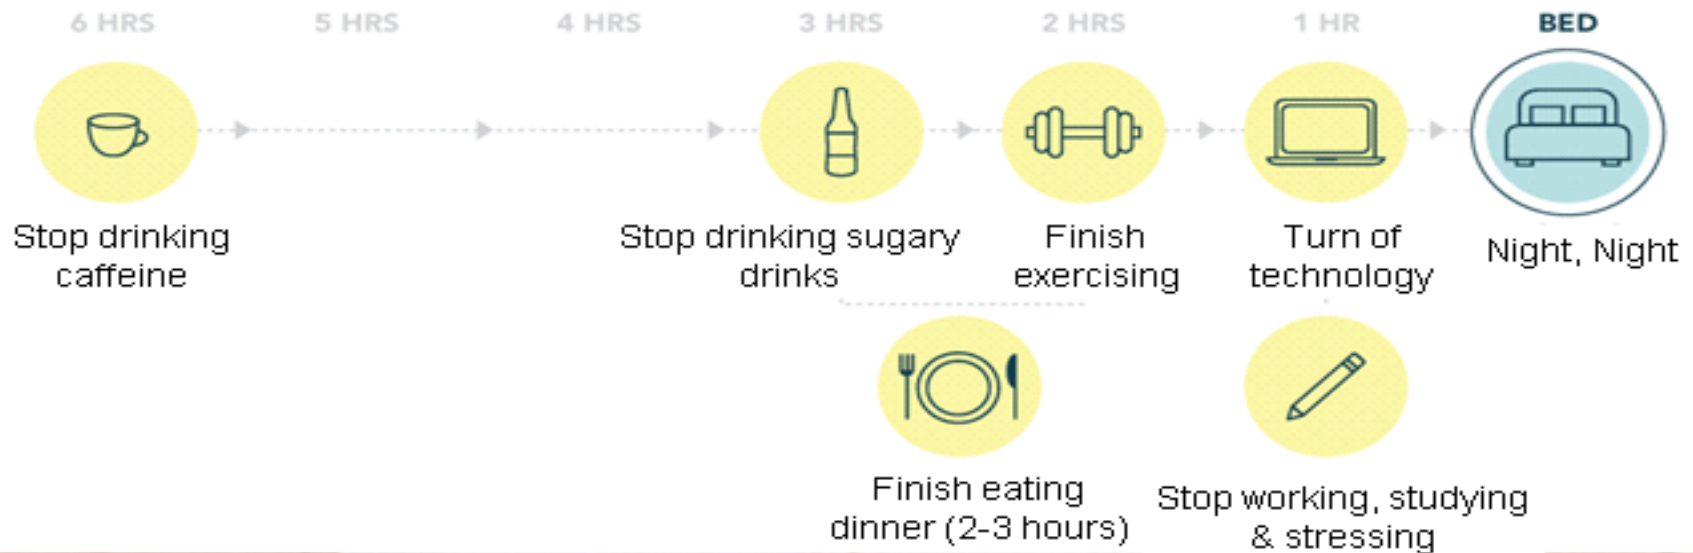 6 HRS
5 HRS
4 HRS
3 HRS
2 HRS
1 HR
BED
Stop drinking
caffeine
Stop drinking sugary
drinks
Finish
exercising
Turn of
technology
Night, Night
Finish eating
dinner (2-3 hours)
Stop working, studying
& stressing